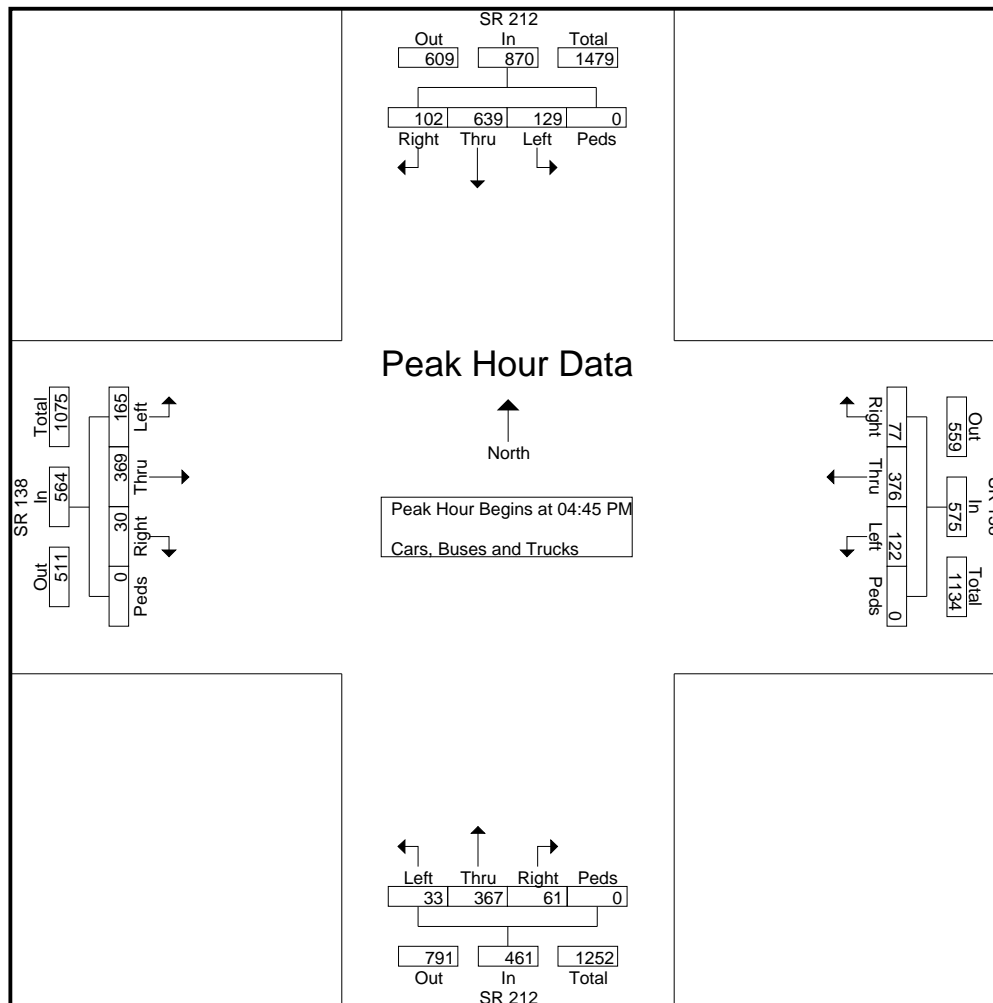 SR 212
Out In Total
609 870 1479
102 639 129 0
Right Thru Left Peds
Peak Hour Data
North
Peak Hour Begins at 04:45 PM
Cars, Buses and Trucks
SR 138
Out In Total
511 564 1075
Left Thru Right Peds
165 369 30 0
Out In Total
559 575 1134
Right Thru Left Peds
77 376 122 0
Left Thru Right Peds
33 367 61 0
791 461 1252
Out In Total
SR 212